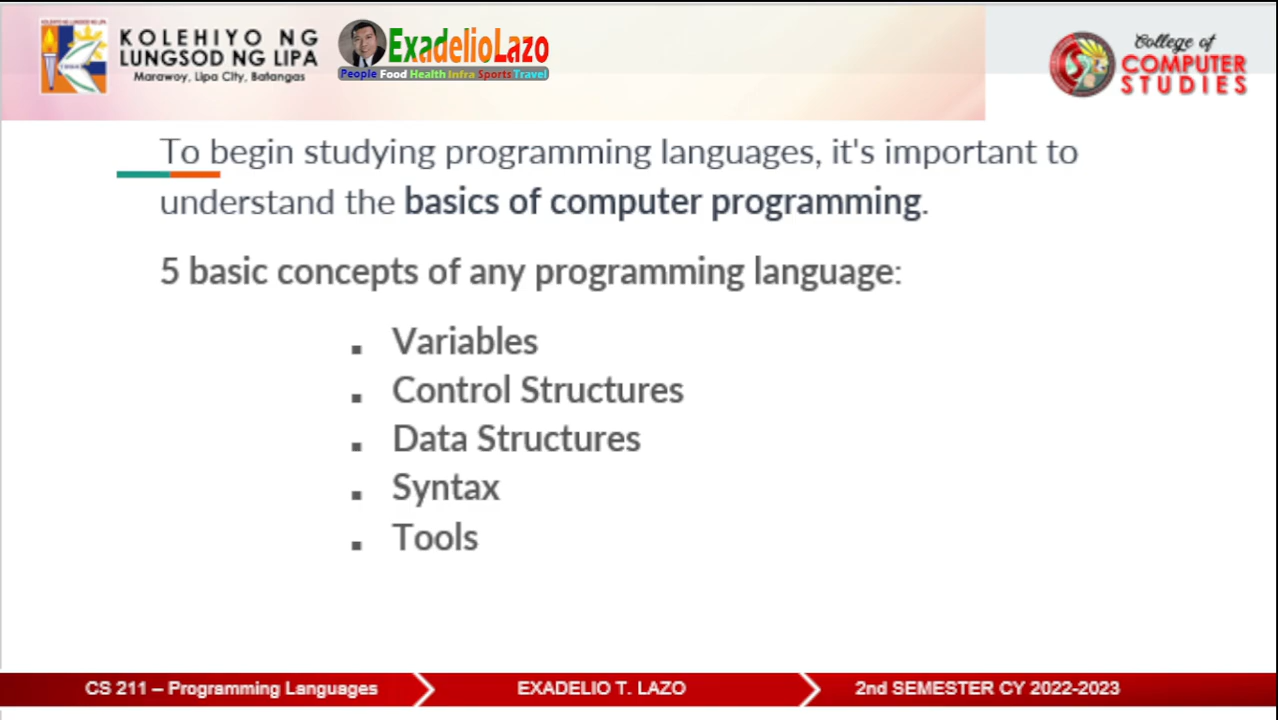 KOLEHIYO NG
LUNGSOD NG LIPA
Marawoy, Lipa City, Batangas
ExadelioLazo
People Food Health Infra Sports Travel
College of
COMPUTER
STUDIES
To begin studying programming languages, it's important to
understand the basics of computer programming.
5 basic concepts of any programming language:
▪ Variables
▪ Control Structures
▪ Data Structures
▪ Syntax
▪ Tools
CS 211 – Programming Languages
EXADELIO T. LAZO
2nd SEMESTER CY 2022-2023